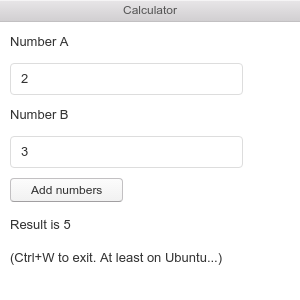 Calculator
Number A
2
Number B
3
Add numbers
Result is 5
(Ctrl+W to exit. At least on Ubuntu...)